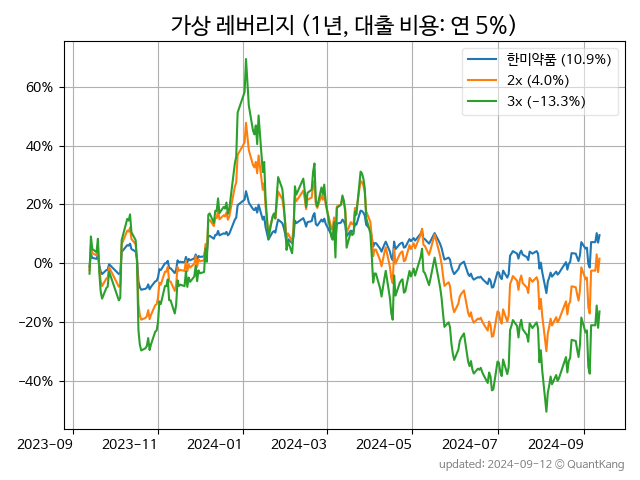 가상 레버리지 (1년, 대출 비용: 연 5%)
한미약품 (10.9%)
2x (4.0%)
3x (-13.3%)
60%
40%
20%
0%
−20%
−40%
2023-09
2023-11
2024-01
2024-03
2024-05
2024-07
2024-09
updated: 2024-09-12 © QuantKang